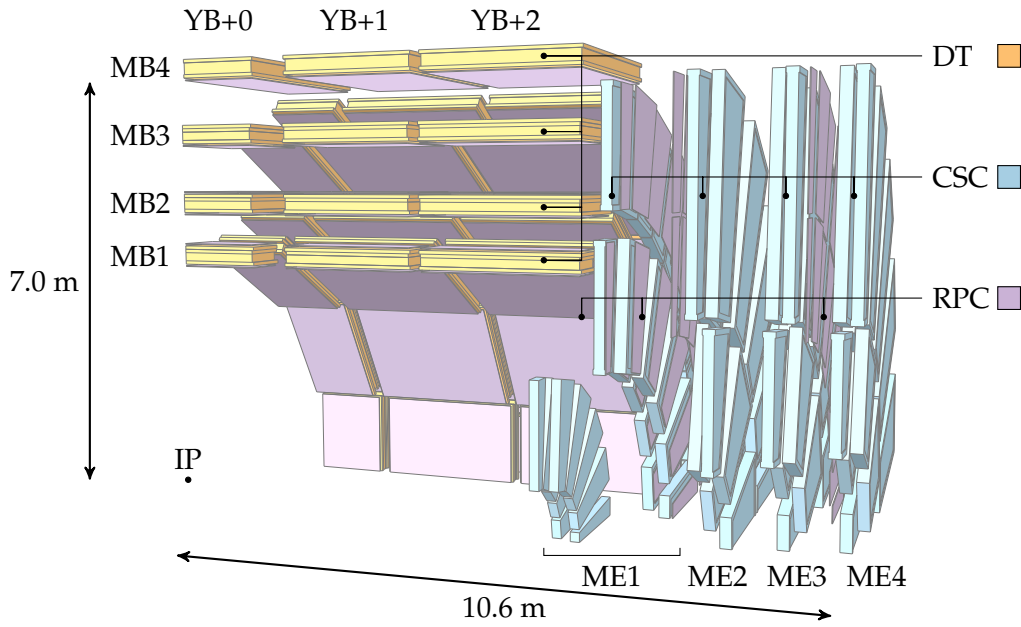 YB+0 YB+1 YB+2
MB4
DT
MB3
CSC
MB2
MB1
7.0 m
RPC
IP
ME1 ME2 ME3 ME4
10.6 m